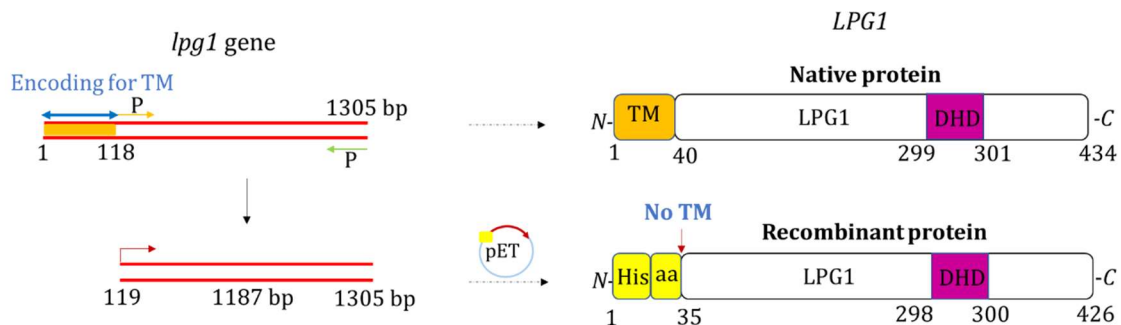 lpg1 gene
LPG1
Encoding for TM
P
1305 bp
1
118
P
Native protein
N-
TM
LPG1
DHD
-C
1
40
299
301
434
119
1187 bp
1305 bp
pET
No TM
Recombinant protein
N-
His
aa
LPG1
DHD
-C
1
35
298
300
426